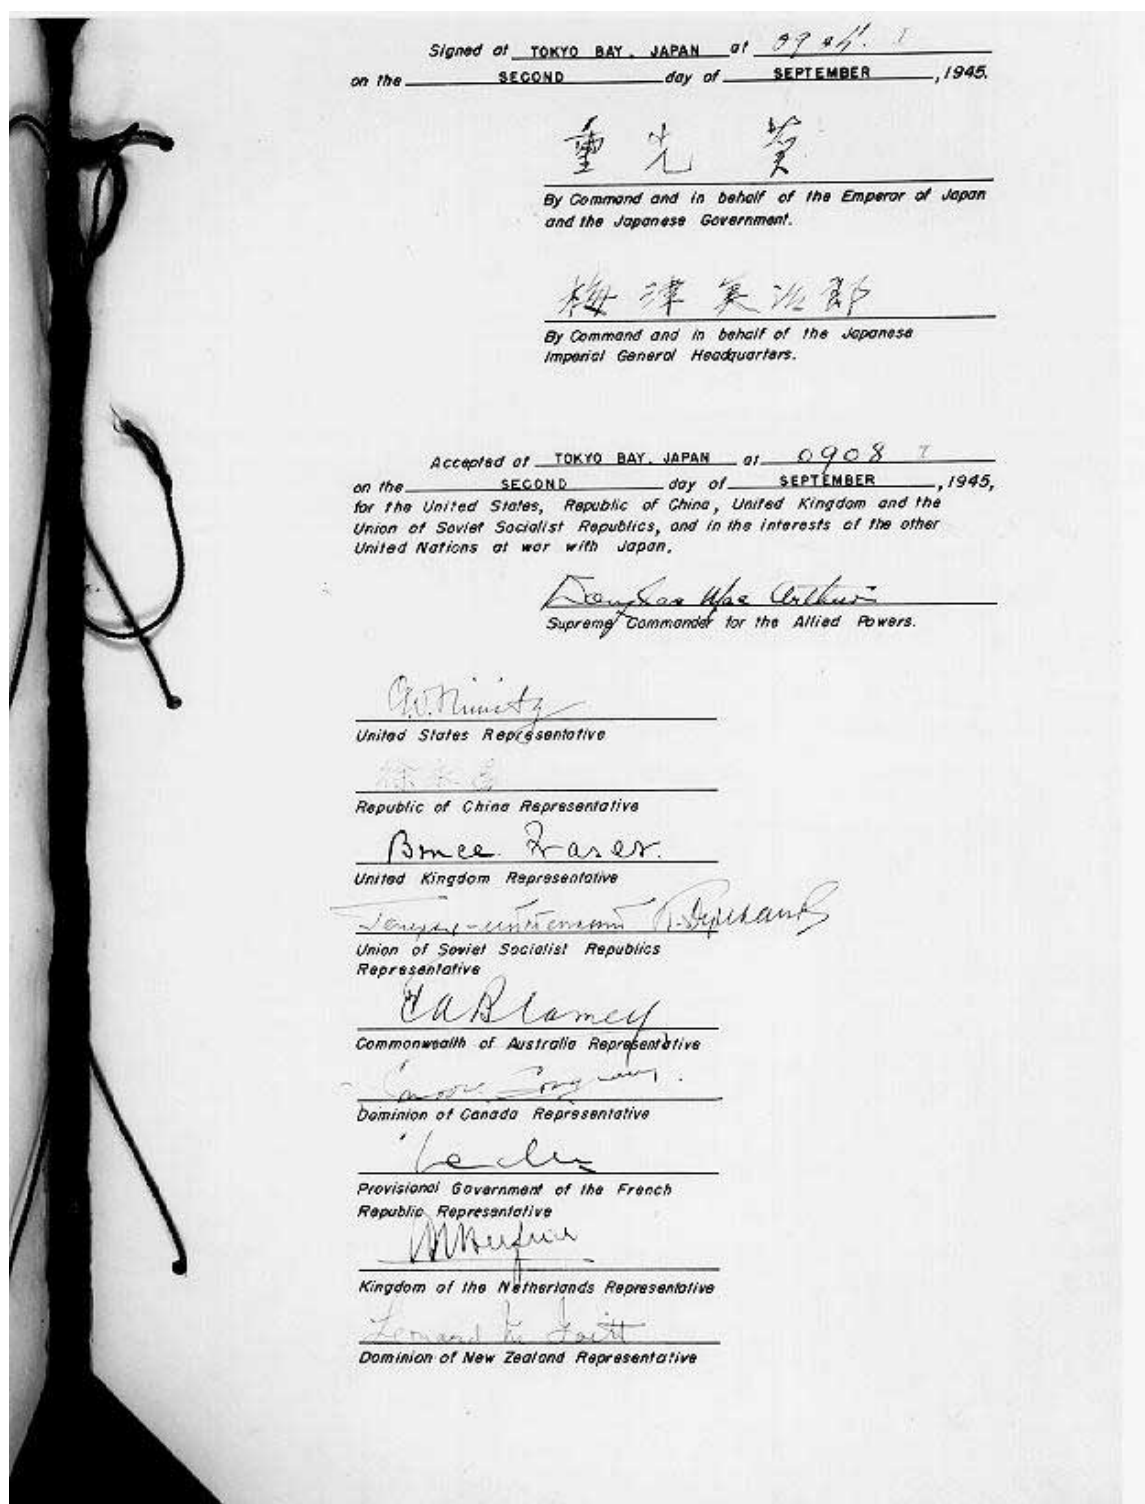 Signed at TOKYO BAY, JAPAN at 0904 I
on the SECOND day of SEPTEMBER, 1945.
重光 葵
By Command and in behalf of the Emperor of Japan
and the Japanese Government.
梅津美治郎
By Command and in behalf of the Japanese
Imperial General Headquarters.
Accepted at TOKYO BAY, JAPAN at 0908 I
on the SECOND day of SEPTEMBER, 1945,
for the United States, Republic of China, United Kingdom and the
Union of Soviet Socialist Republics, and in the interests of the other
United Nations at war with Japan.
Douglas MacArthur
Supreme Commander for the Allied Powers.
C.W. Nimitz
United States Representative
徐永昌
Republic of China Representative
Bruce Fraser.
United Kingdom Representative
Union of Soviet Socialist Republics
Representative
T A Blamey
Commonwealth of Australia Representative
Dominion of Canada Representative
Provisional Government of the French
Republic Representative
Kingdom of the Netherlands Representative
Leonard M Isitt
Dominion of New Zealand Representative